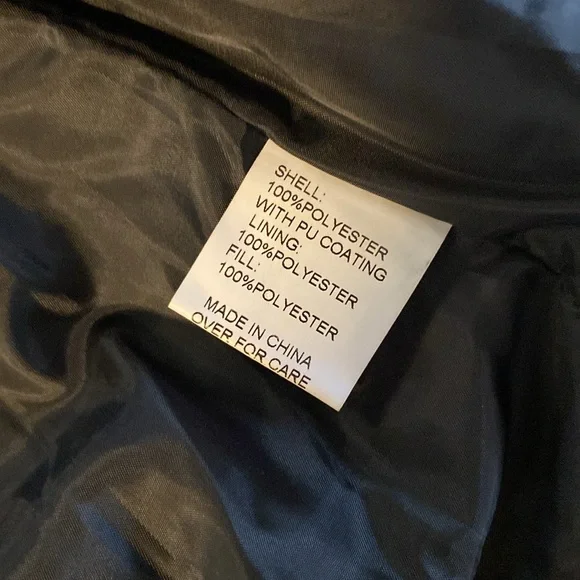 SHELL:
100%POLYESTER
WITH PU COATING
LINING:
100%POLYESTER
FILL:
100%POLYESTER
MADE IN CHINA
OVER FOR CARE